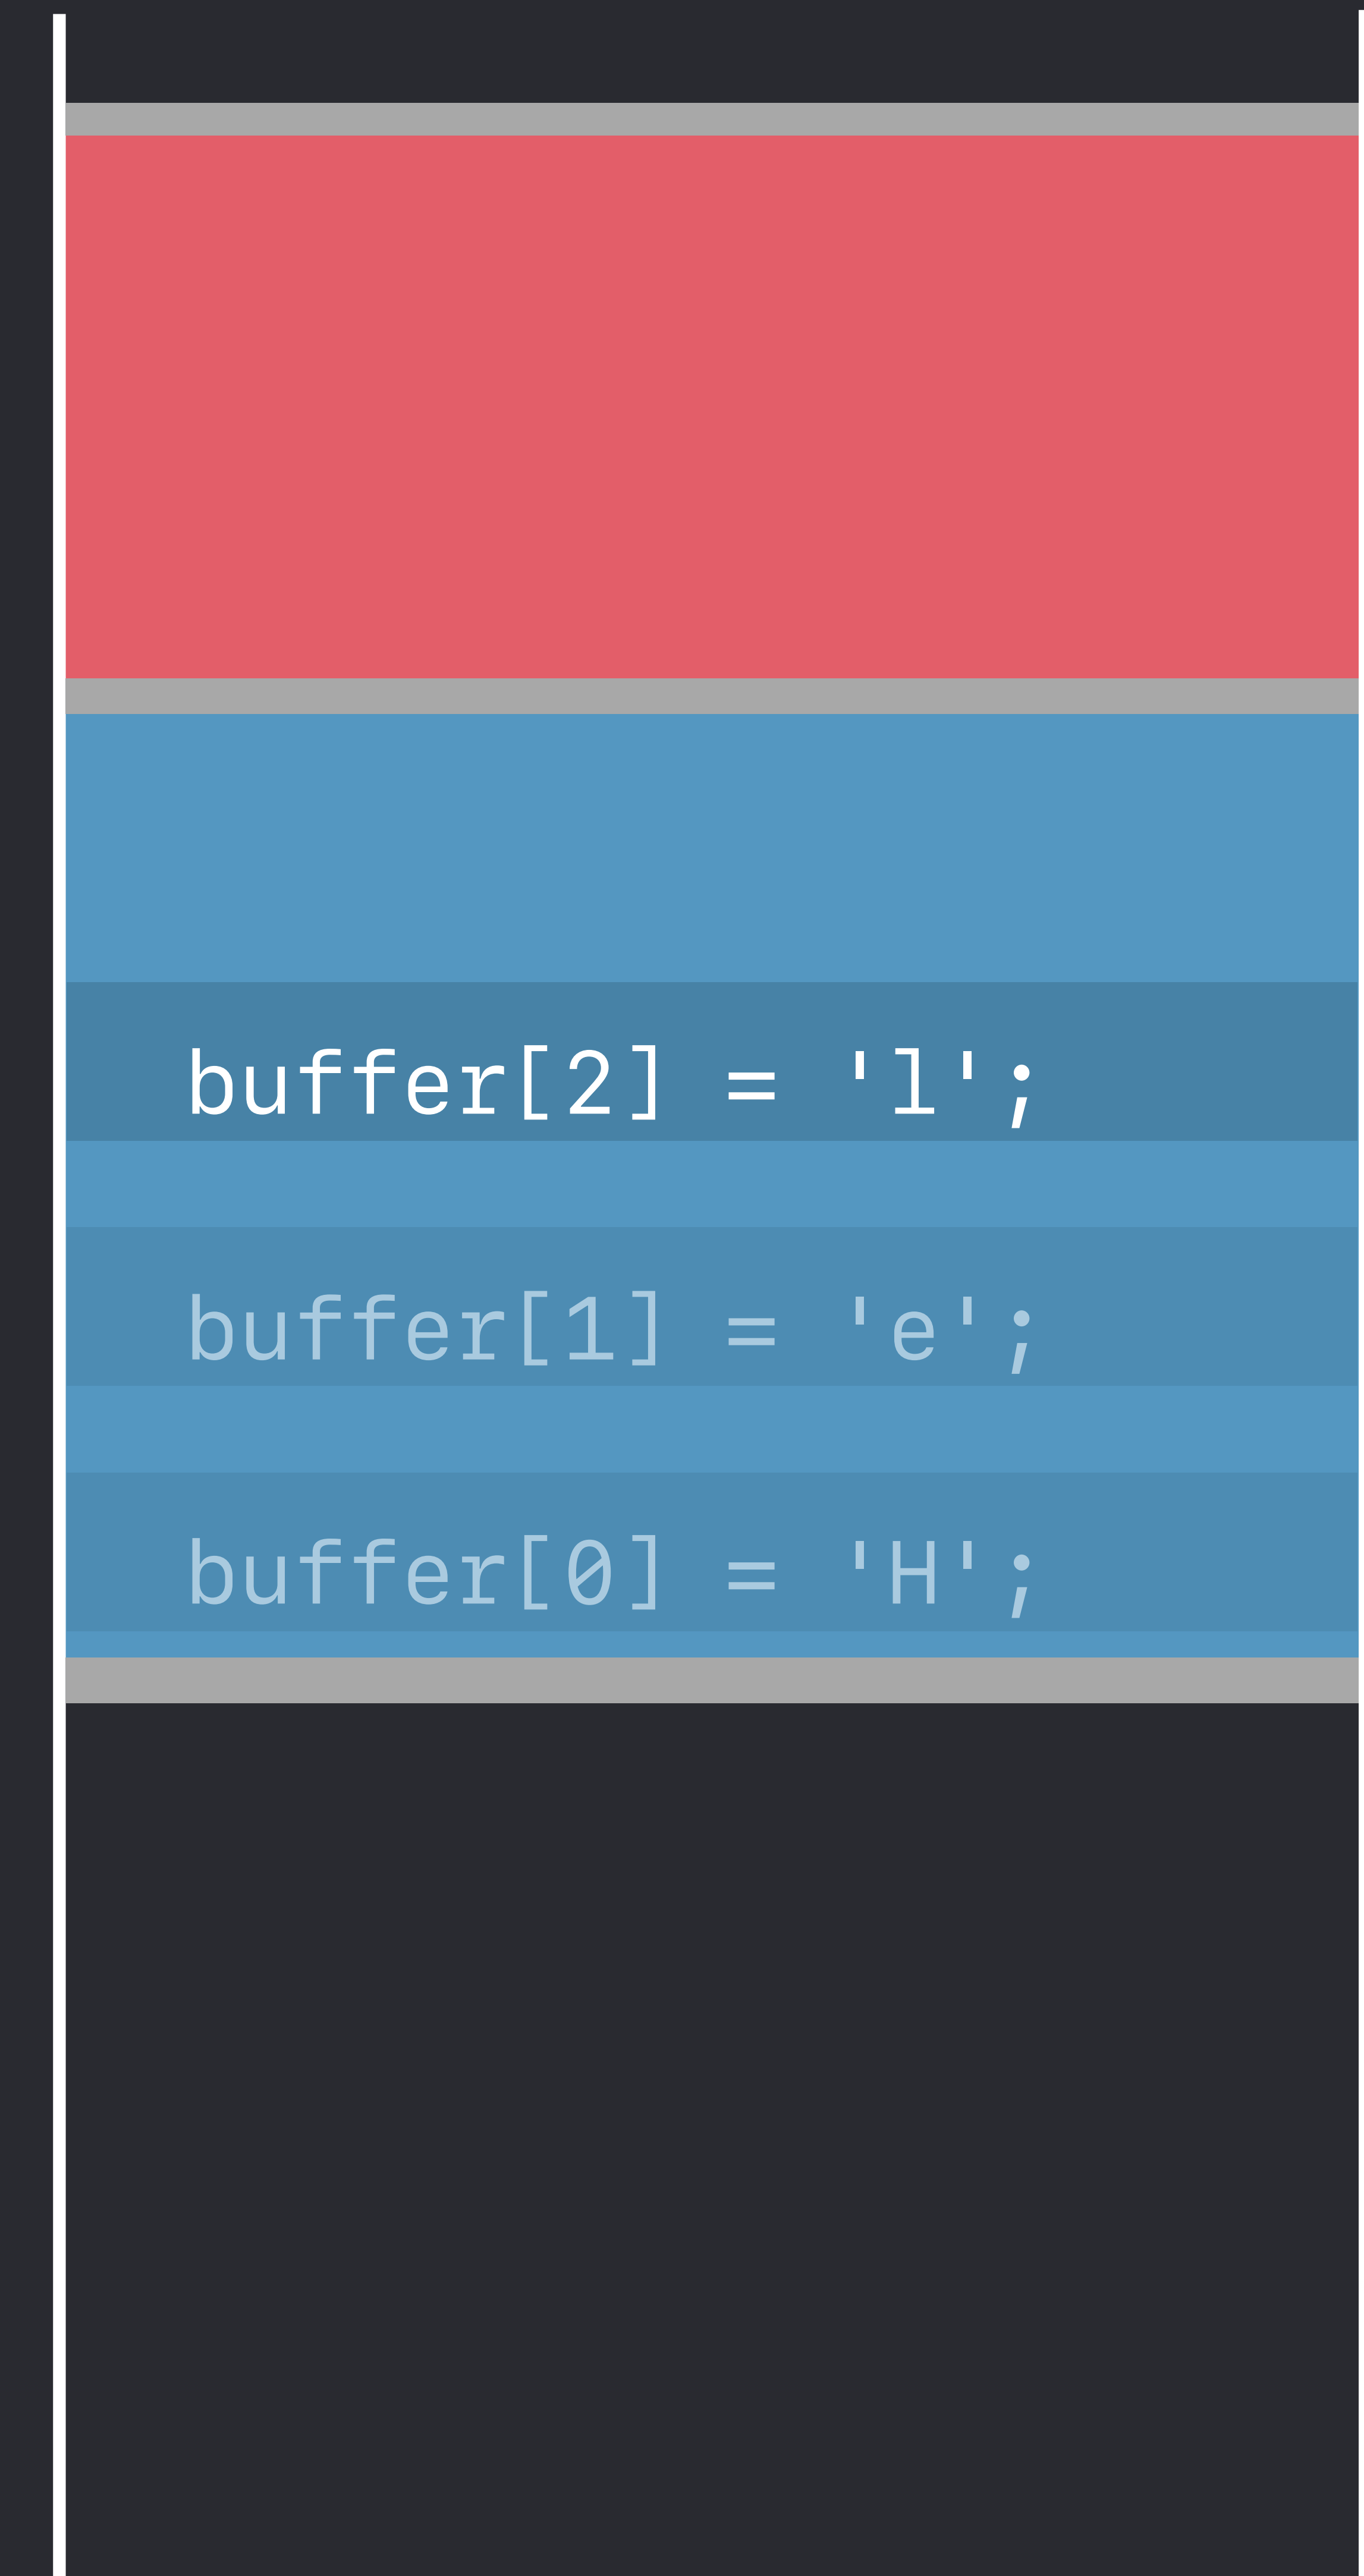 buffer[2] = 'l';
buffer[1] = 'e';
buffer[0] = 'H';